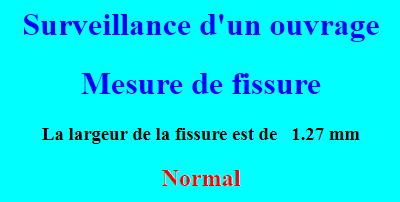 Surveillance d'un ouvrage
Mesure de fissure
La largeur de la fissure est de 1.27 mm
Normal